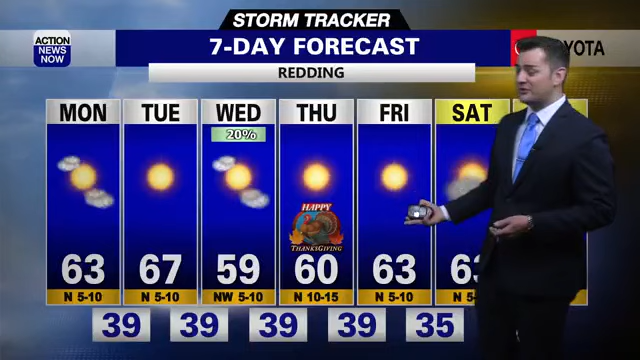 STORM TRACKER
ACTION
NEWS
NOW
7-DAY FORECAST
REDDING
MON TUE WED THU FRI SAT
20%
HAPPY
THANKSGIVING
63 67 59 60 63
N 5-10 N 5-10 NW 5-10 N 10-15 N 5-10
39 39 39 39 35